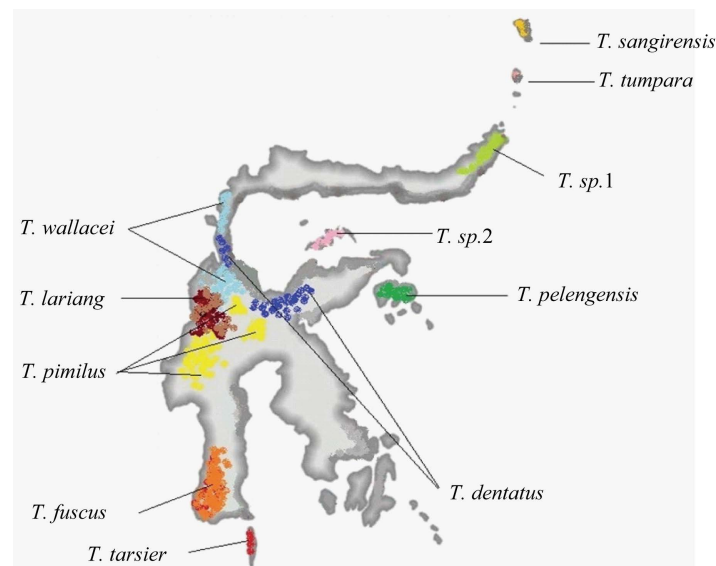 T. sangirensis
T. tumpara
T. sp.1
T. wallacei
T. sp.2
T. lariang
T. pelengensis
T. pimilus
T. dentatus
T. fuscus
T. tarsier